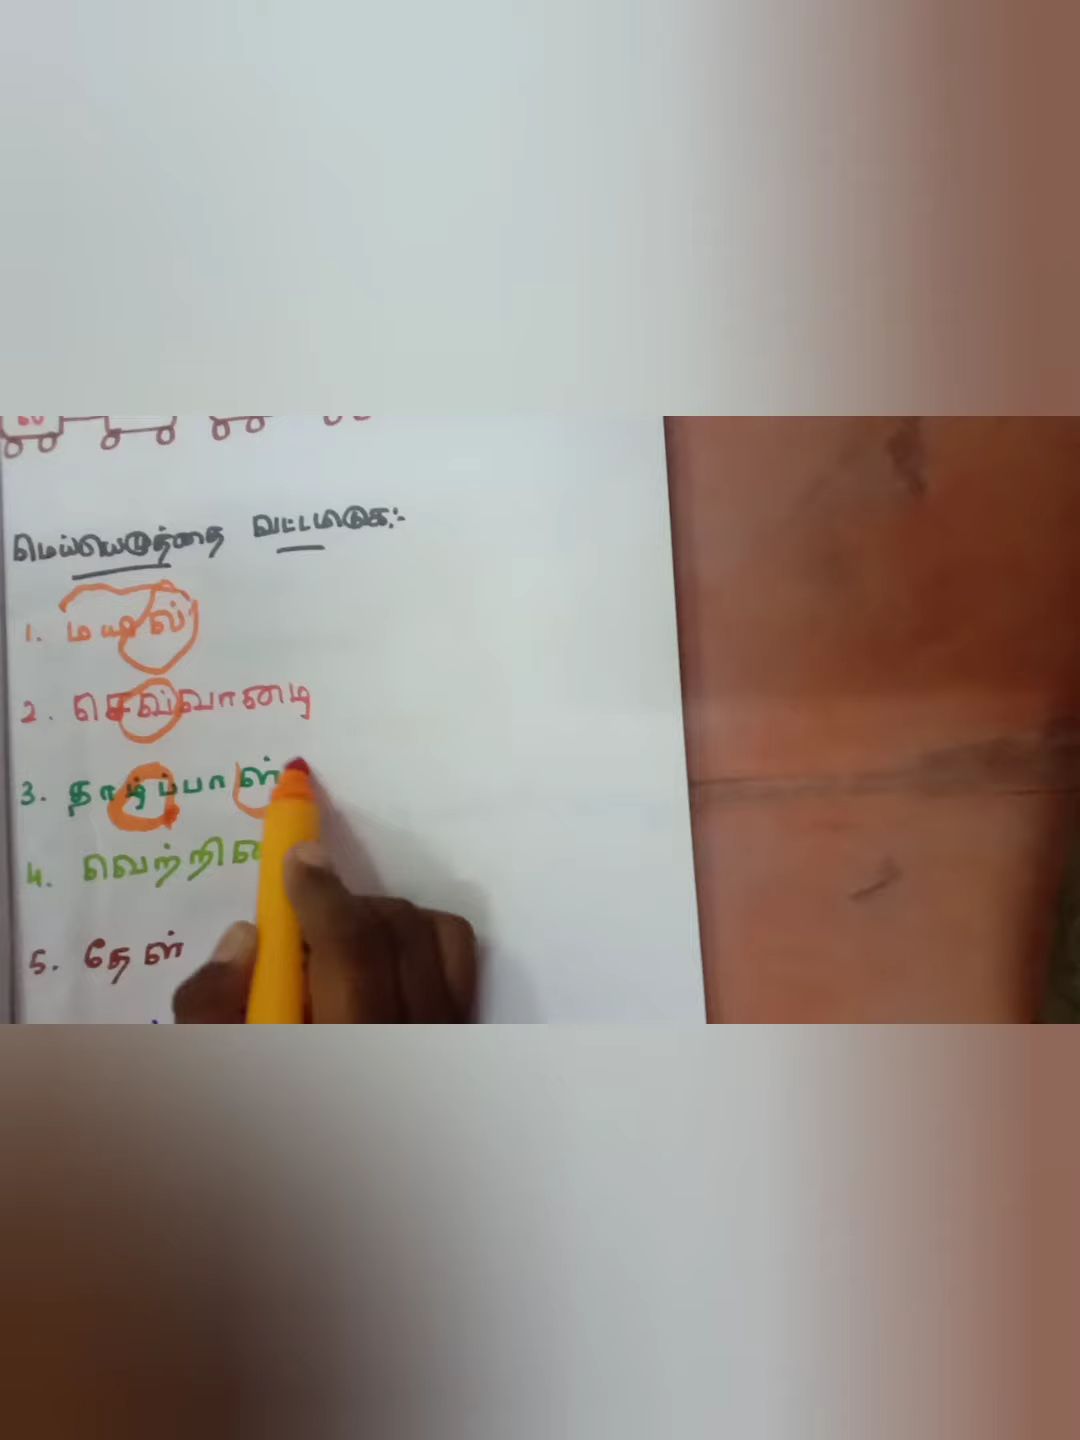 ல
மெய்யெழுத்தை வட்டமிடுக:-
1. மயில்
2. செவ்வானம்
3. தாழ்ப்பாள்
4.
5. தேள்